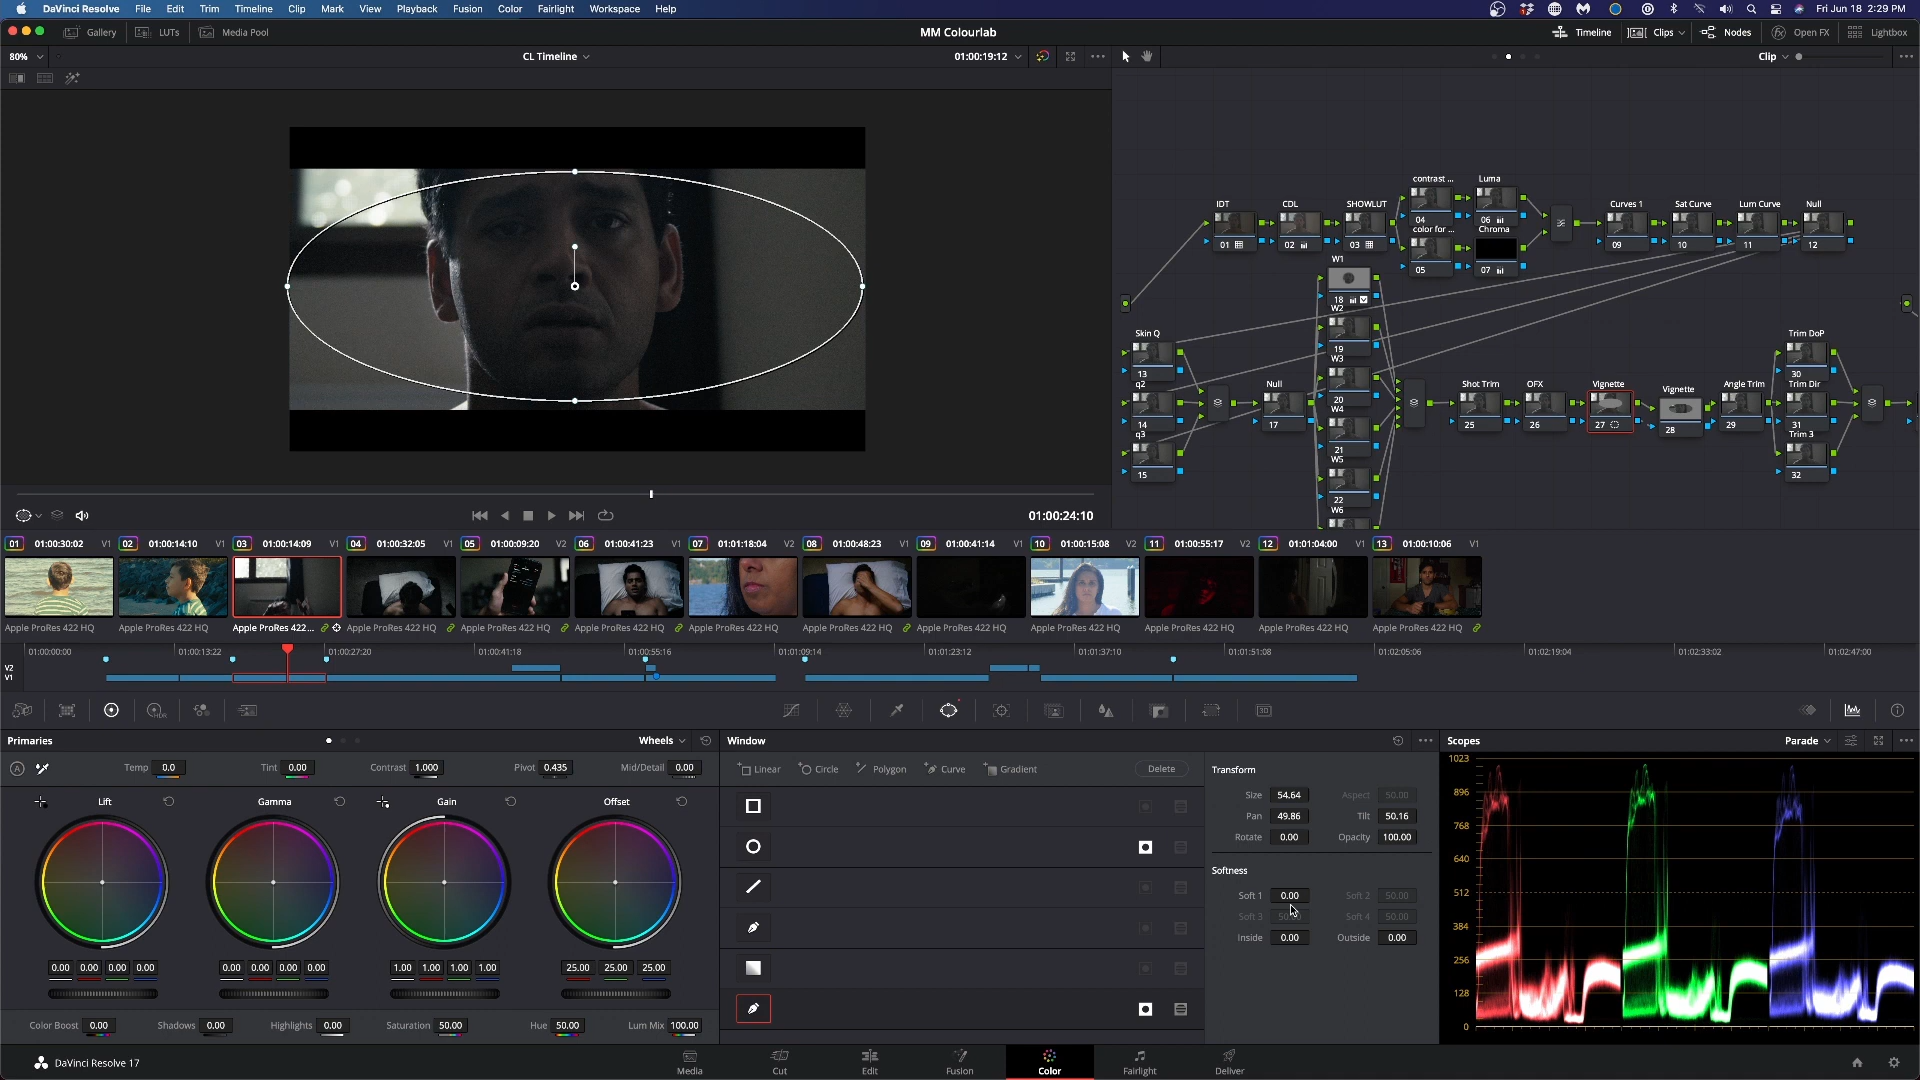 DaVinci Resolve File Edit Trim Timeline Clip Mark View Playback Fusion Color Fairlight Workspace Help Fri Jun 18 2:29 PM
Gallery LUTs Media Pool MM Colourlab Timeline Clips Nodes Open FX Lightbox
80% CL Timeline 01:00:19:12 Clip
contrast ... Luma
IDT CDL SHOWLUT 04 06 Curves 1 Sat Curve Lum Curve Null
color for ... Chroma
01 02 03 09 10 11 12
05 07
W1
18
W2
Skin Q Trim DoP
19
W3
13 30
q2 Null Shot Trim OFX Vignette Vignette Angle Trim Trim Dir
20
W4
14 17 25 26 27 28 29 31
q3 Trim 3
21
W5
15 32
22
W6
01:00:24:10
01 01:00:30:02 V1 02 01:00:14:10 V1 03 01:00:14:09 V1 04 01:00:32:05 V1 05 01:00:09:20 V2 06 01:00:41:23 V1 07 01:01:18:04 V2 08 01:00:48:23 V1 09 01:00:41:14 V1 10 01:00:15:08 V2 11 01:00:55:17 V2 12 01:01:04:00 V1 13 01:00:10:06 V1
Apple ProRes 422 HQ Apple ProRes 422 HQ Apple ProRes 422... Apple ProRes 422 HQ Apple ProRes 422 HQ Apple ProRes 422 HQ Apple ProRes 422 HQ Apple ProRes 422 HQ Apple ProRes 422 HQ Apple ProRes 422 HQ Apple ProRes 422 HQ Apple ProRes 422 HQ Apple ProRes 422 HQ
01:00:00:00 01:00:13:22 01:00:27:20 01:00:41:18 01:00:55:16 01:01:09:14 01:01:23:12 01:01:37:10 01:01:51:08 01:02:05:06 01:02:19:04 01:02:33:02 01:02:47:00
V2
V1
Primaries Wheels Window Scopes Parade
A Temp 0.0 Tint 0.00 Contrast 1.000 Pivot 0.435 Mid/Detail 0.00 Linear Circle Polygon Curve Gradient Delete Transform
Lift Gamma Gain Offset
Size 54.64 Aspect 50.00
Pan 49.86 Tilt 50.16
Rotate 0.00 Opacity 100.00
Softness
Soft 1 0.00 Soft 2 50.00
Soft 3 Soft 4 50.00
Inside 0.00 Outside 0.00
1023
896
768
640
512
384
256
128
0
0.00 0.00 0.00 0.00 0.00 0.00 0.00 0.00 1.00 1.00 1.00 1.00 25.00 25.00 25.00
Color Boost 0.00 Shadows 0.00 Highlights 0.00 Saturation 50.00 Hue 50.00 Lum Mix 100.00
DaVinci Resolve 17 Media Cut Edit Fusion Color Fairlight Deliver